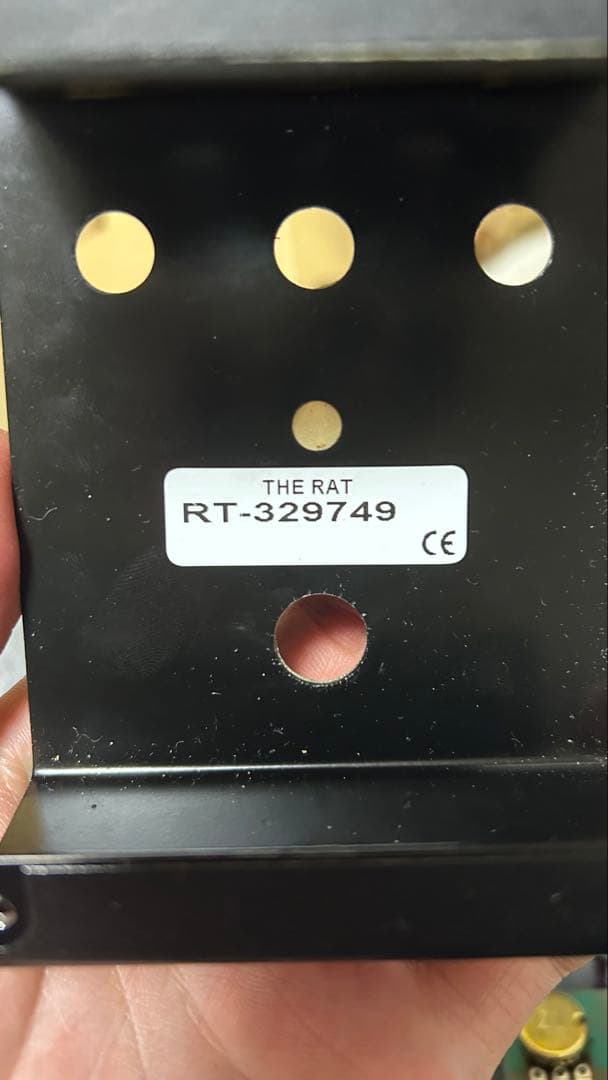 THE RAT
RT-329749
CE